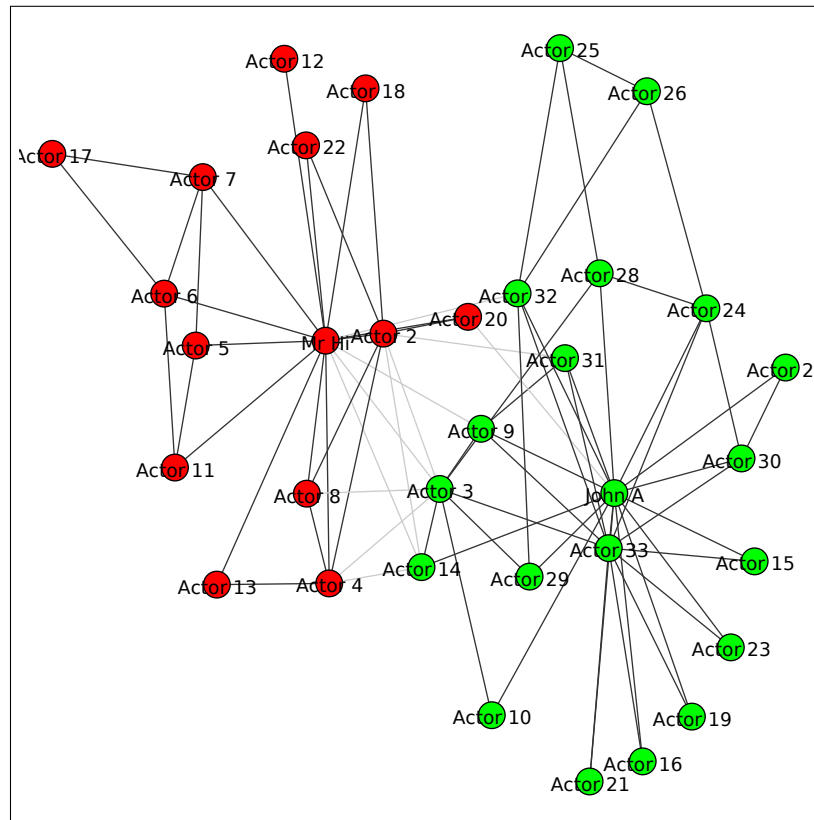 Actor 25
Actor 12
Actor 18
Actor 26
Actor 22
Actor 17
Actor 7
Actor 28
Actor 6
Actor 32
Actor 24
Actor 20
Actor 2
Mr Hi
Actor 5
Actor 31
Actor 2
Actor 9
Actor 30
Actor 11
Actor 3
Actor 8
John A
Actor 33
Actor 15
Actor 14
Actor 29
Actor 4
Actor 13
Actor 23
Actor 10
Actor 19
Actor 16
Actor 21